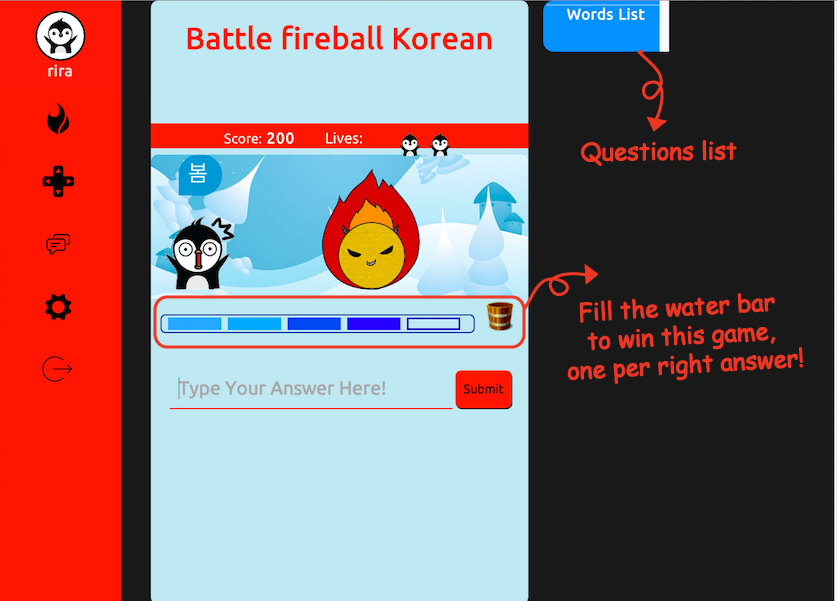 rira
Battle fireball Korean
Score: 200 Lives:
봄
Type Your Answer Here!
Submit
Words List
Questions list
Fill the water bar
to win this game,
one per right answer!